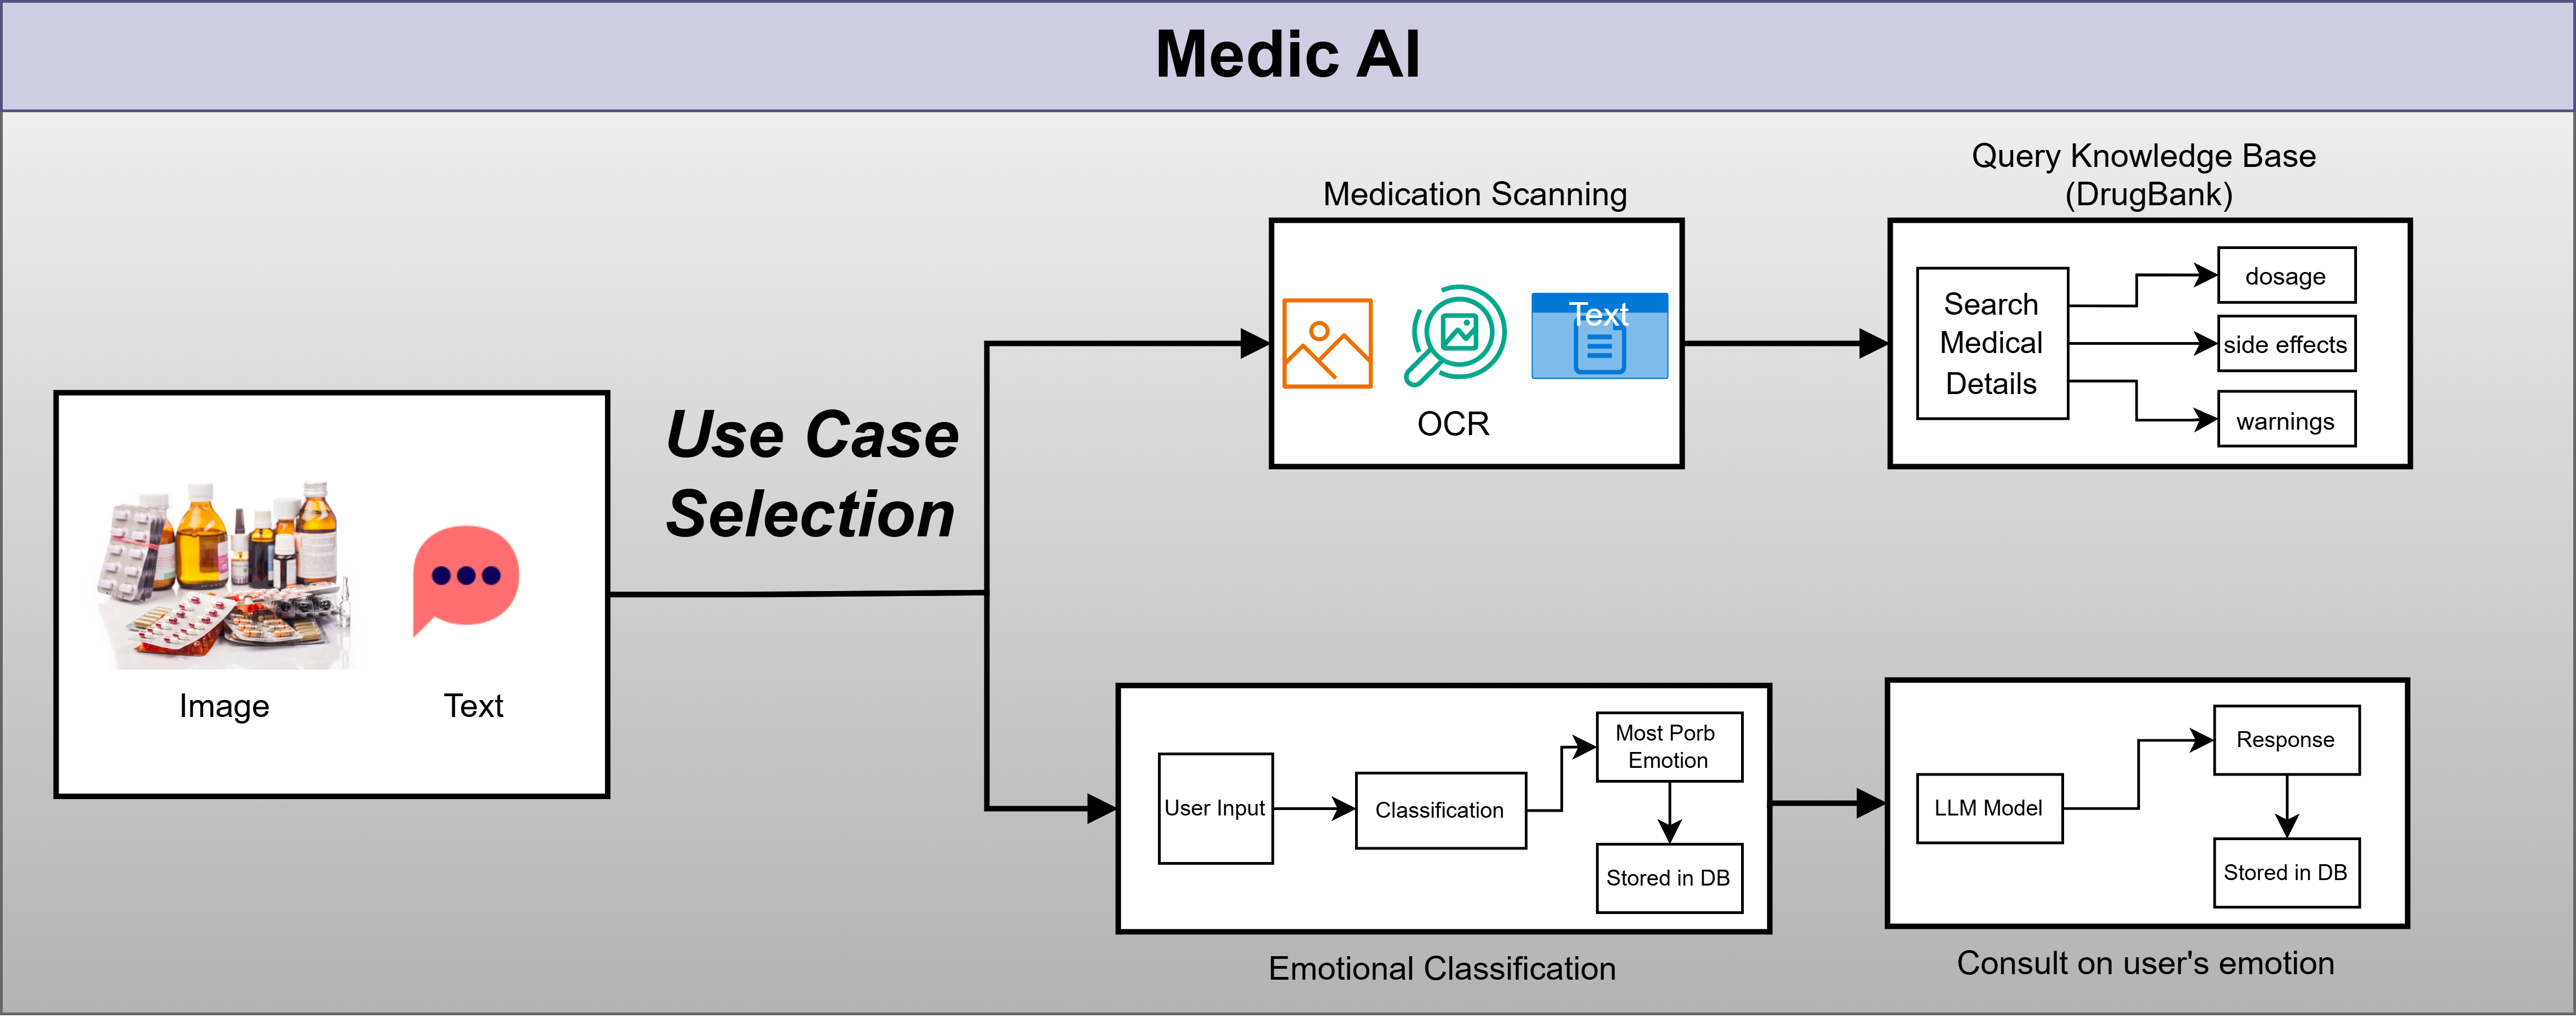 Medic AI
Use Case
Selection
Image
Text
Medication Scanning
Text
OCR
Query Knowledge Base
(DrugBank)
Search
Medical
Details
dosage
side effects
warnings
User Input
Classification
Most Porb
Emotion
Stored in DB
Emotional Classification
LLM Model
Response
Stored in DB
Consult on user's emotion